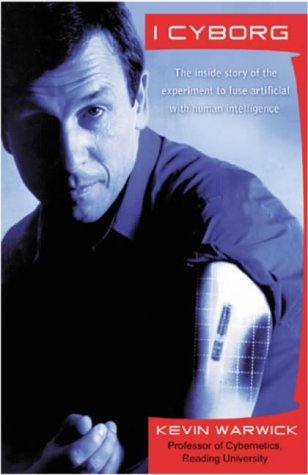 I CYBORG
The inside story of the
experiment to fuse artificial
with human intelligence
KEVIN WARWICK
Professor of Cybernetics,
Reading University